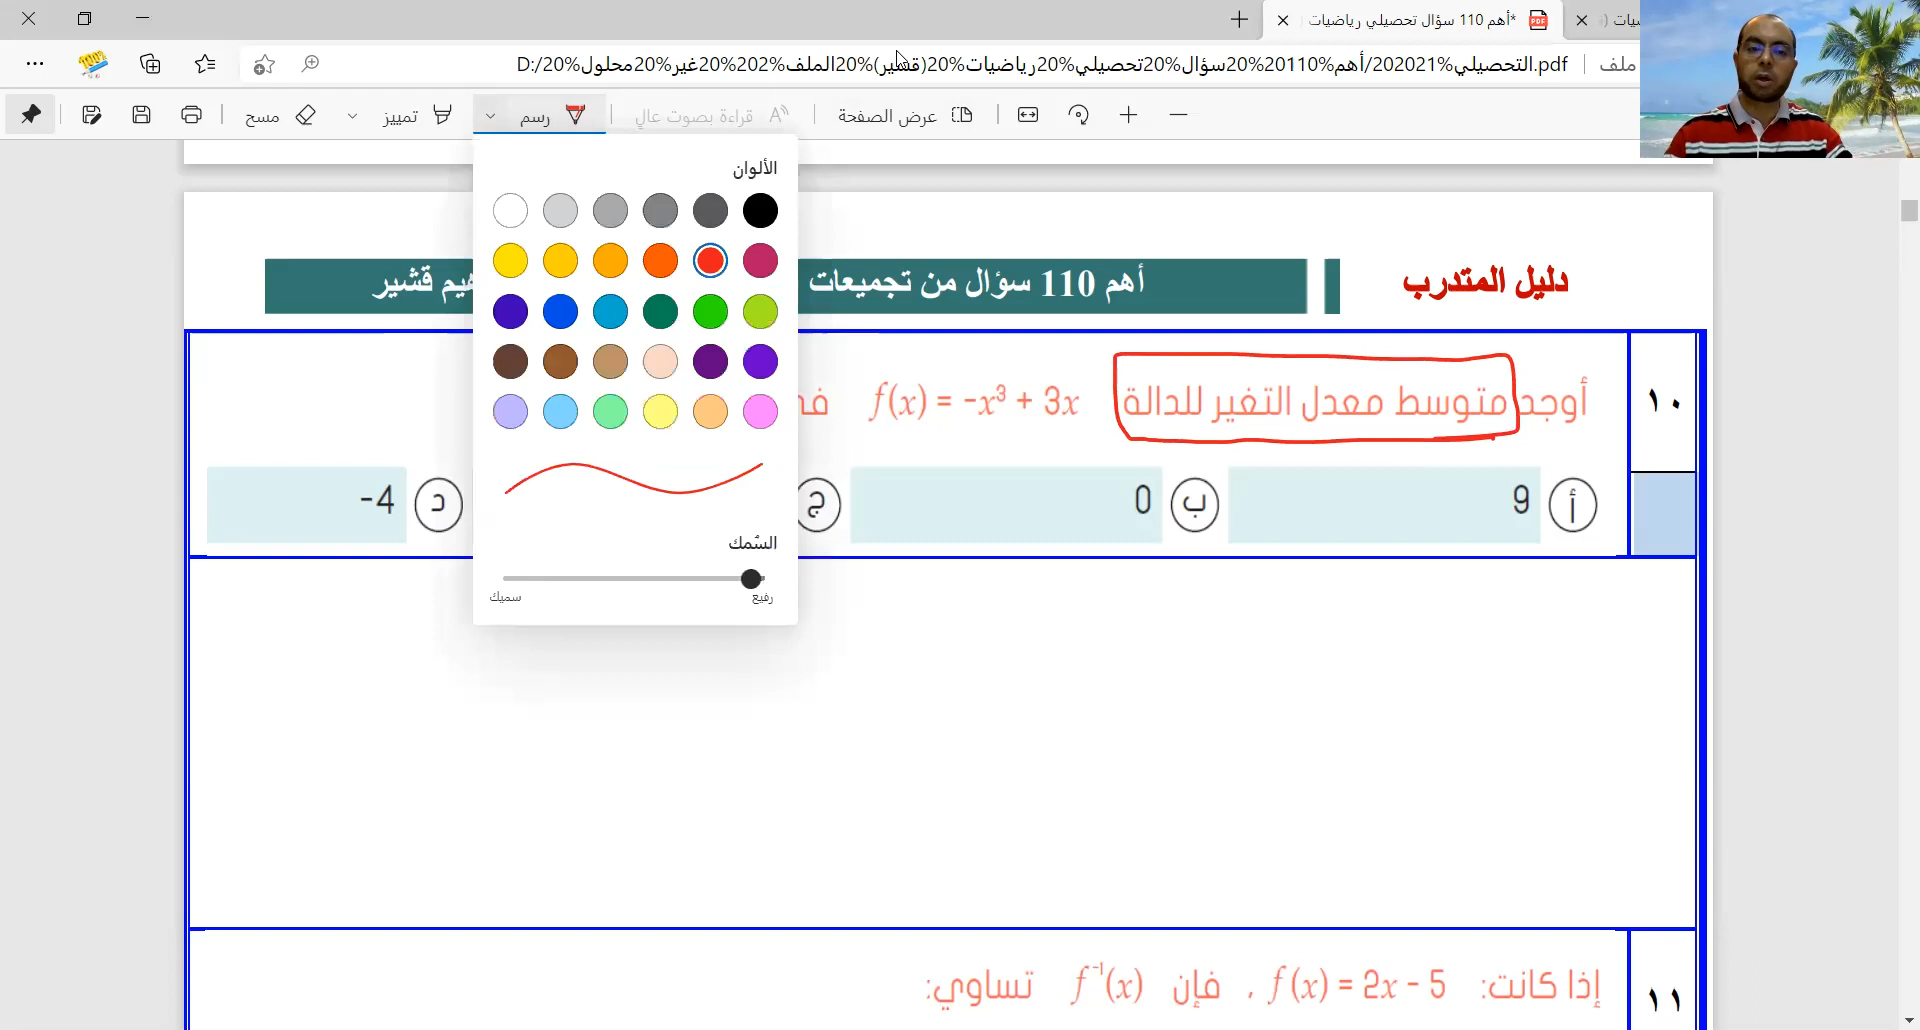 *أهم 110 سؤال تحصيلي رياضيات
ملف
D:/20%التحصيلي%202021/أهم%20110%20سؤال%20تحصيلي%20رياضيات%20(قشير)%20الملف%202%20غير%20محلول.pdf
مسح
تمييز
رسم
قراءة بصوت عالٍ
عرض الصفحة
الألوان
السُمك
رفيع
سميك
دليل المتدرب
أهم 110 سؤال من تجميعات
هيم قشير
١٠
أوجد متوسط معدل التغير للدالة f(x) = -x³ + 3x
أ 9
ب 0
ج
د -4
١١
إذا كانت: f(x) = 2x - 5 ، فإن f⁻¹(x) تساوي: